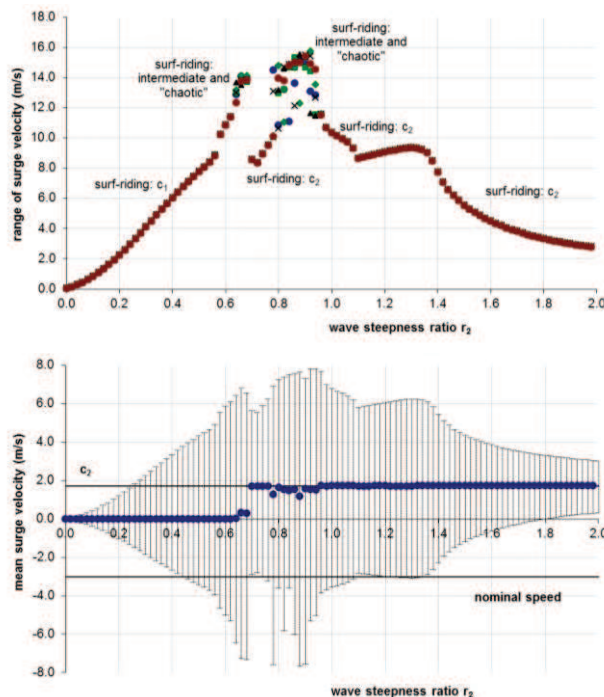 surf-riding:
intermediate and
"chaotic"
surf-riding:
intermediate and
"chaotic"
surf-riding: c₂
surf-riding: c₁
surf-riding: c₂
surf-riding: c₂
range of surge velocity (m/s)
18.0
16.0
14.0
12.0
10.0
8.0
6.0
4.0
2.0
0.0
0.0 0.2 0.4 0.6 0.8 1.0 1.2 1.4 1.6 1.8 2.0
wave steepness ratio r₂
mean surge velocity (m/s)
8.0
6.0
4.0
c₂
2.0
0.0
0.0 0.2 0.4 0.6 0.8 1.0 1.2 1.4 1.6 1.8 2.0
-2.0
nominal speed
-4.0
-6.0
-8.0
wave steepness ratio r₂